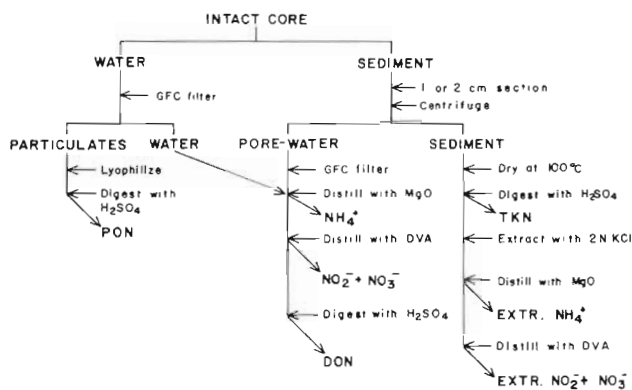 INTACT CORE
WATER SEDIMENT
GFC filter
1 or 2 cm section
Centrifuge
PARTICULATES WATER PORE-WATER SEDIMENT
Lyophilize
Digest with
H₂SO₄
PON
GFC filter
Distill with MgO
NH₄⁺
Distill with DVA
NO₂⁻ + NO₃⁻
Digest with H₂SO₄
DON
Dry at 100°C
Digest with H₂SO₄
TKN
Extract with 2N KCl
Distill with MgO
EXTR. NH₄⁺
Distill with DVA
EXTR. NO₂⁻ + NO₃⁻